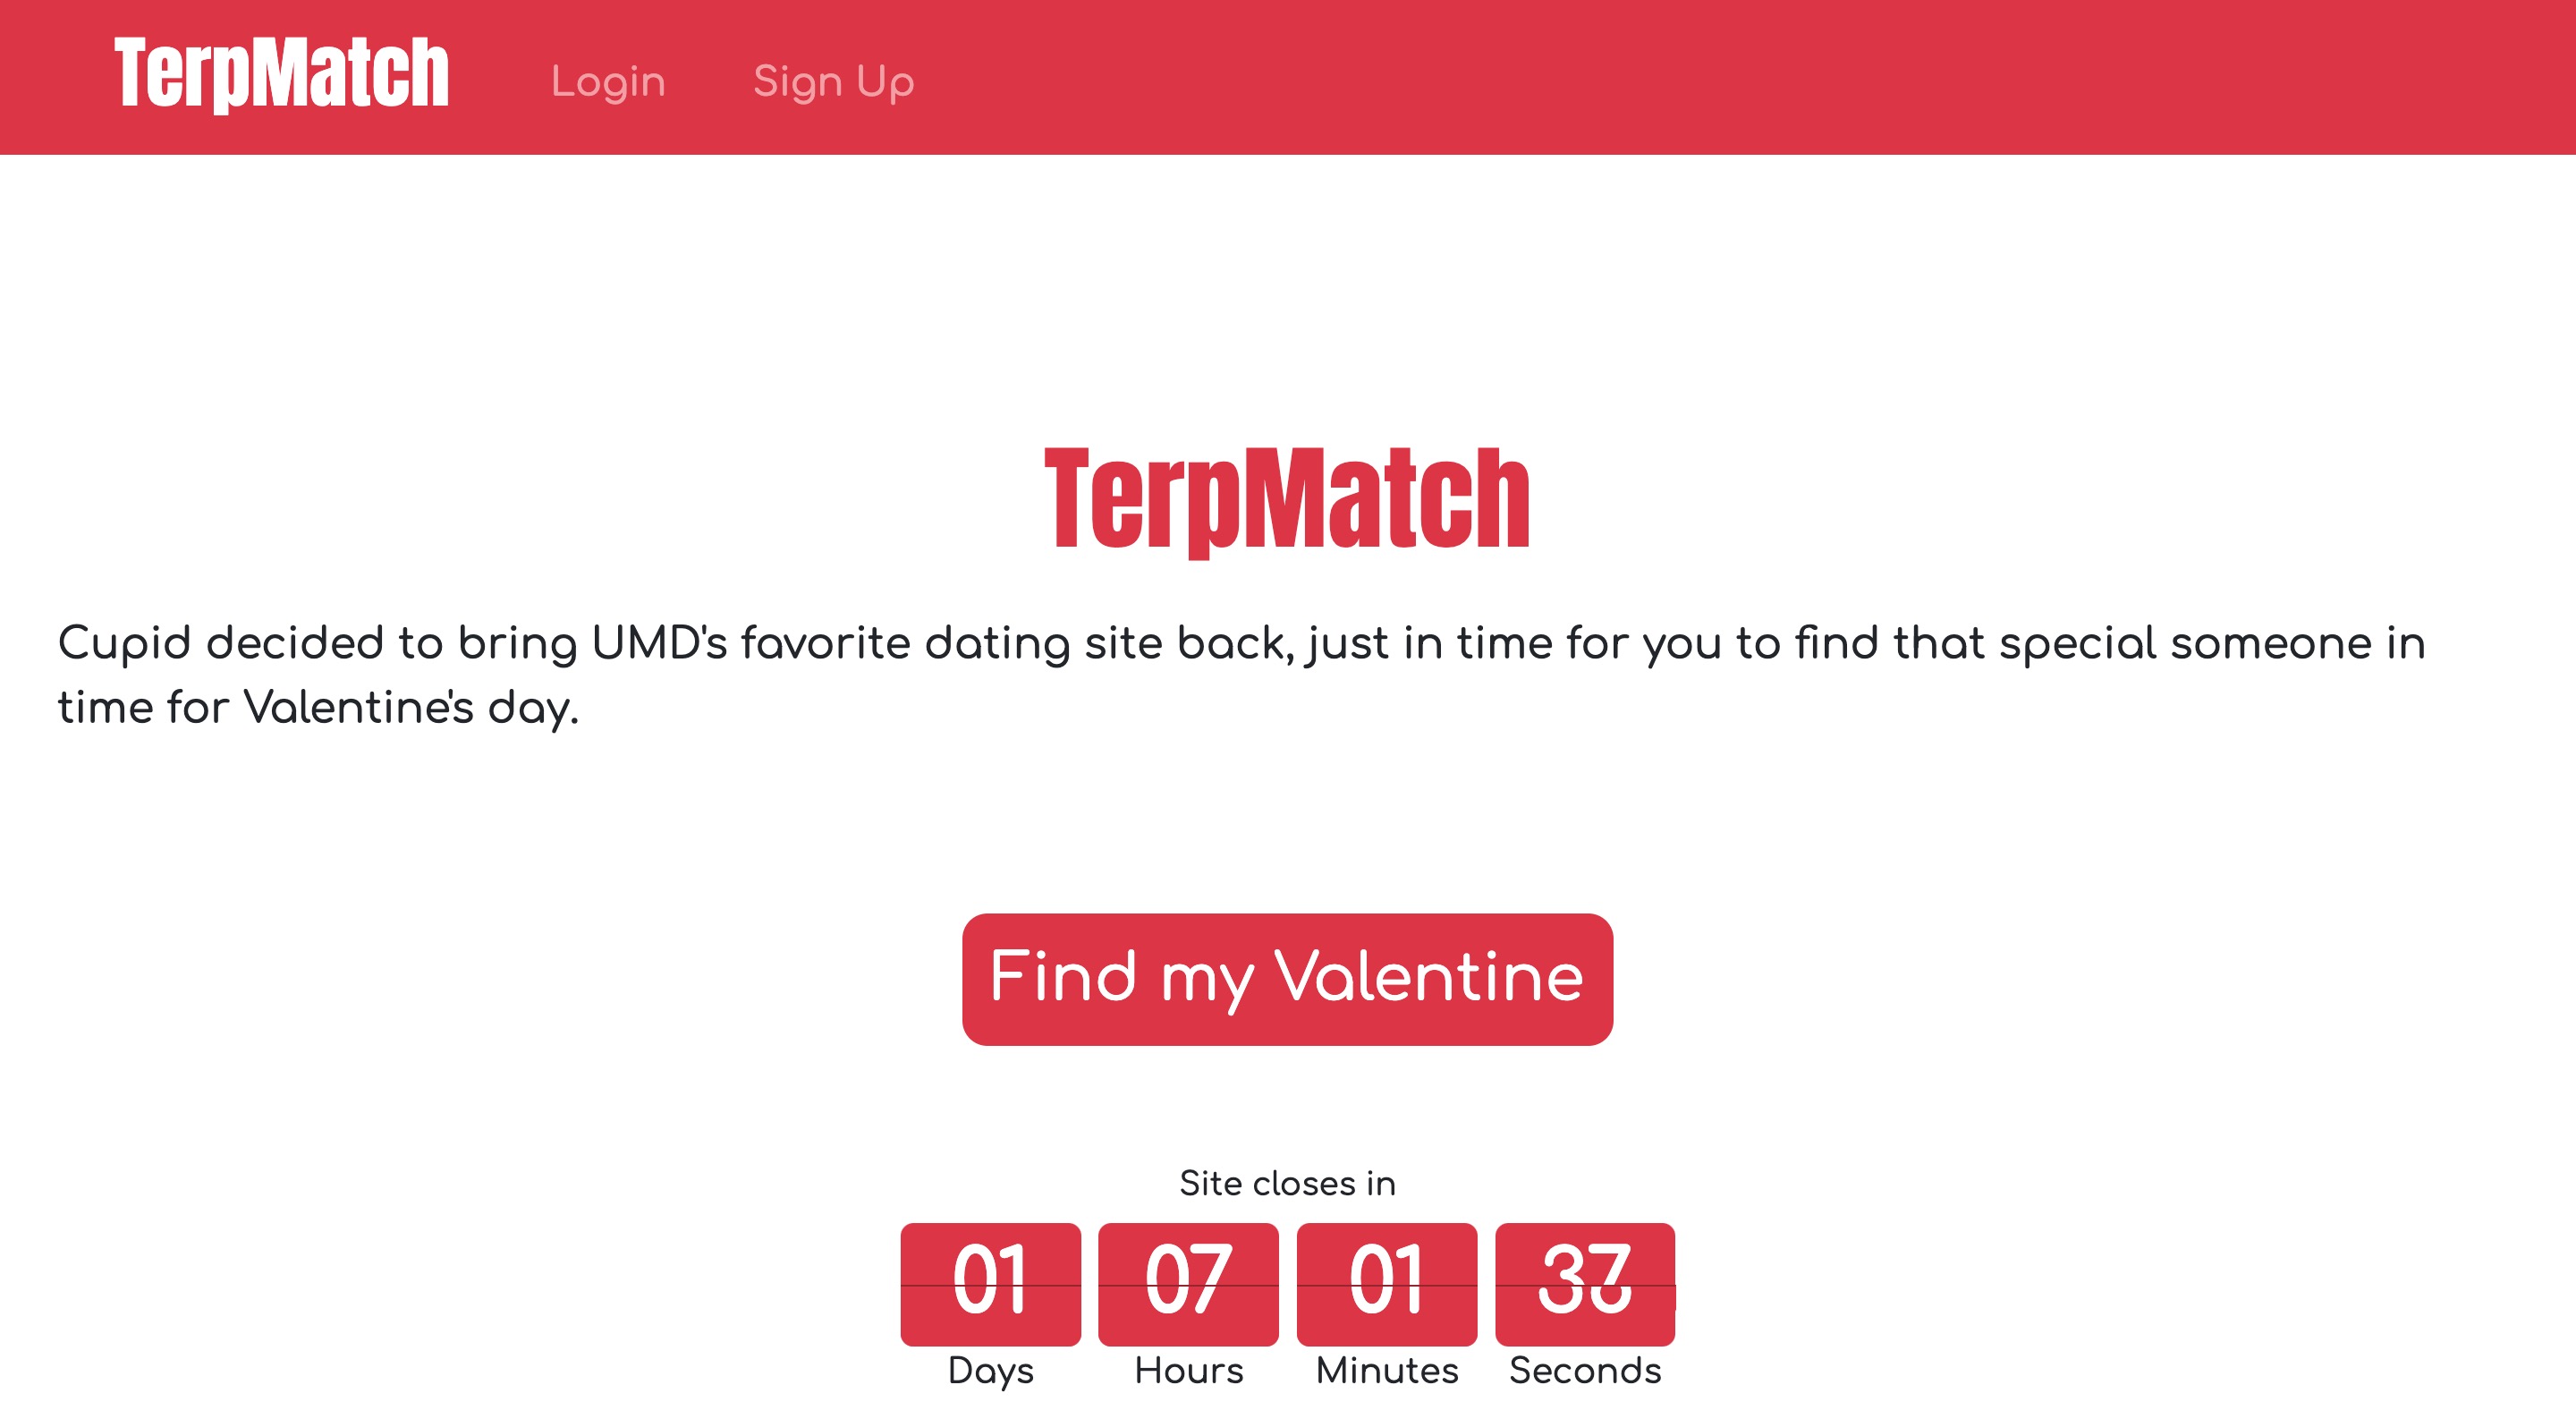 TerpMatch Login Sign Up
TerpMatch
Cupid decided to bring UMD's favorite dating site back, just in time for you to find that special someone in
time for Valentine's day.
Find my Valentine
Site closes in
01 07 01
Days Hours Minutes Seconds